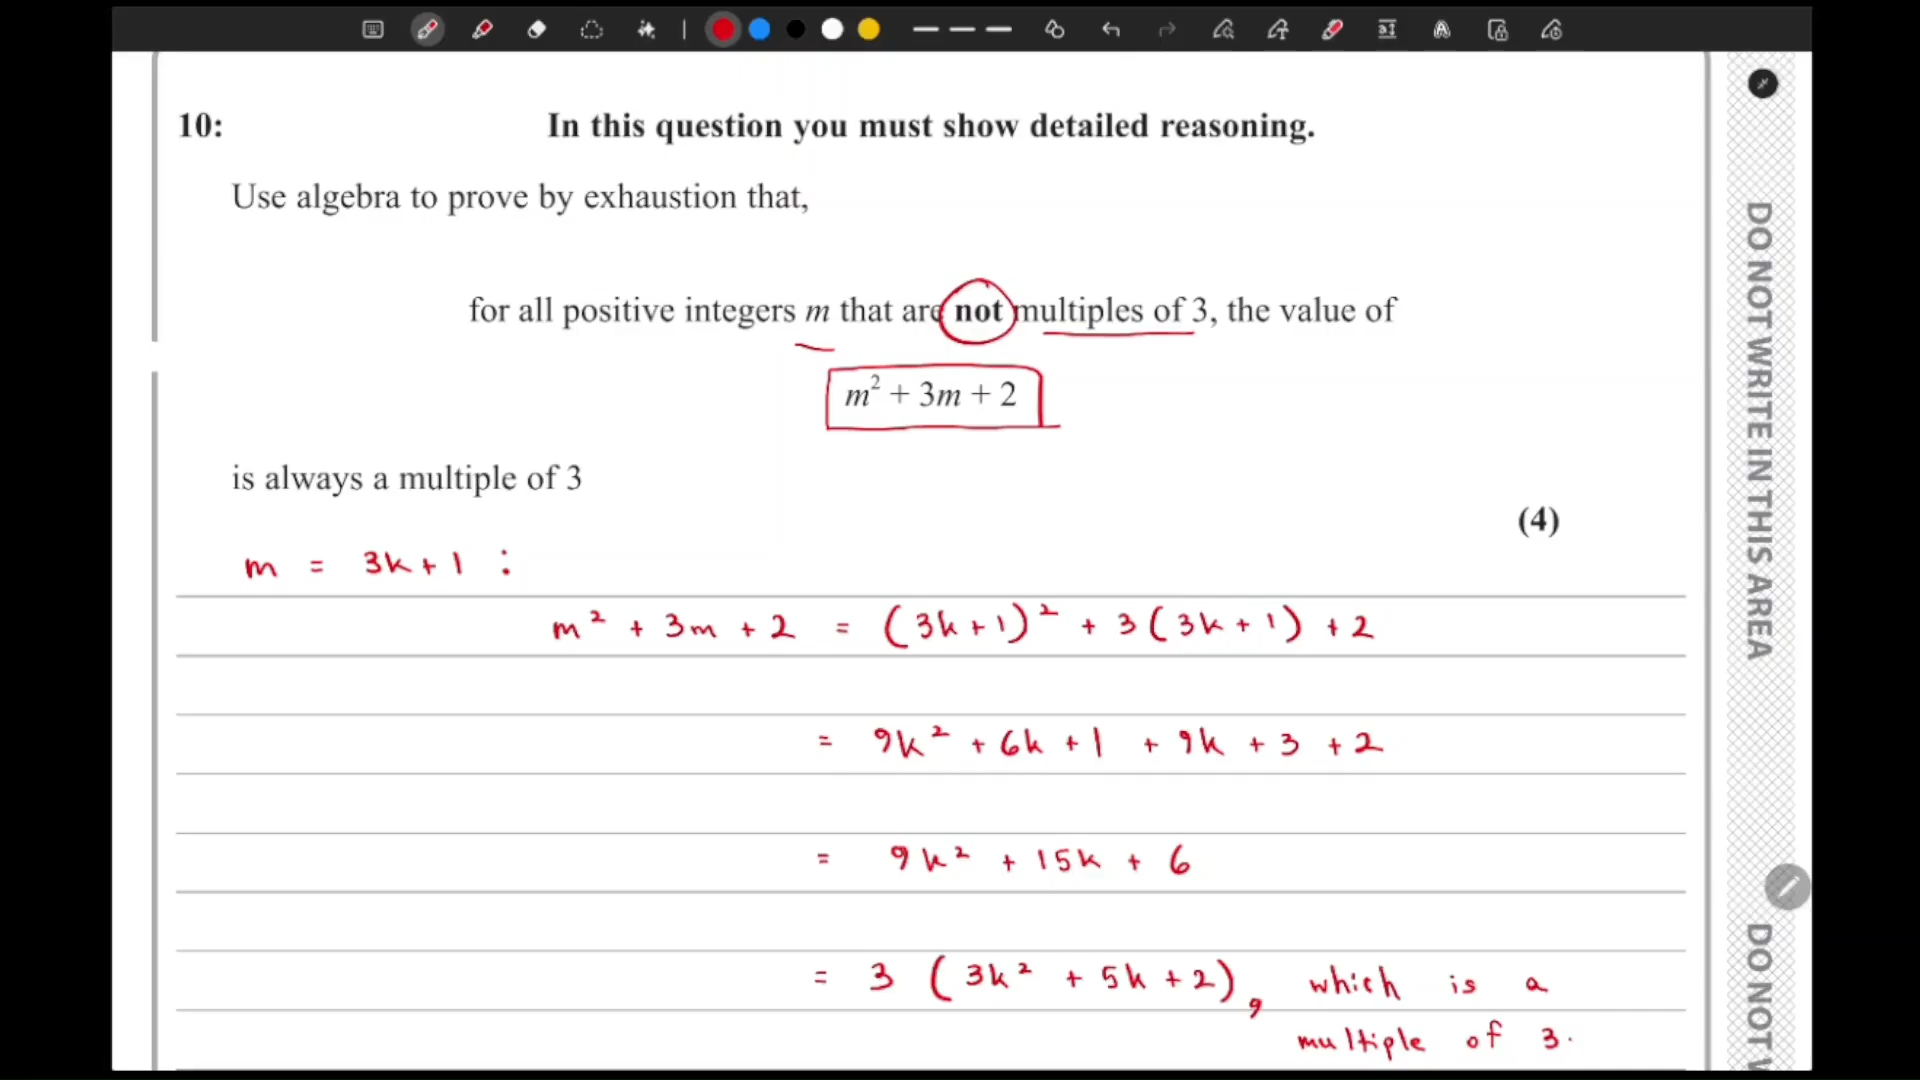 10: In this question you must show detailed reasoning.
Use algebra to prove by exhaustion that,
for all positive integers m that are not multiples of 3, the value of
m² + 3m + 2
is always a multiple of 3
(4)
m = 3k + 1 :
m² + 3m + 2 = (3k + 1)² + 3(3k + 1) + 2
= 9k² + 6k + 1 + 9k + 3 + 2
= 9k² + 15k + 6
= 3 (3k² + 5k + 2), which is a
multiple of 3.
DO NOT WRITE IN THIS AREA
DO NOT W